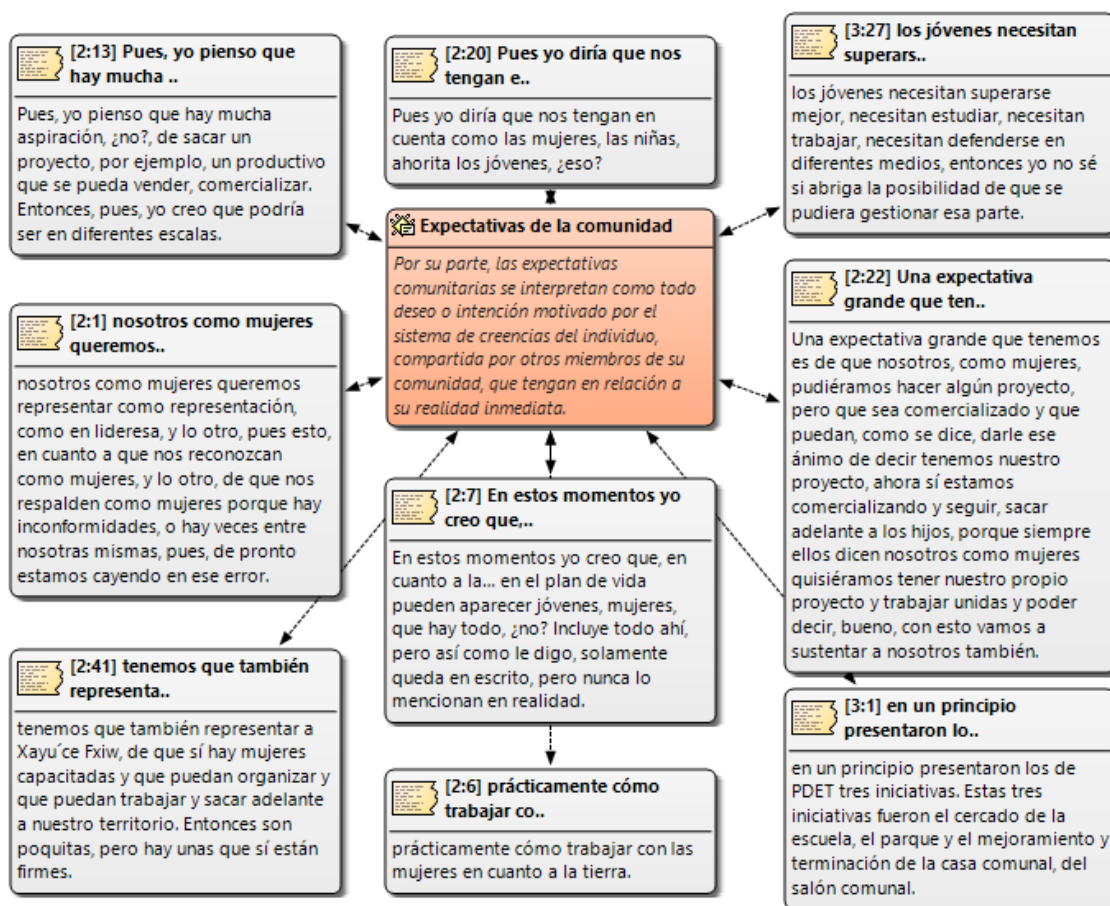 [2:13] Pues, yo pienso que
hay mucha ..
Pues, yo pienso que hay mucha
aspiración, ¿no?, de sacar un
proyecto, por ejemplo, un productivo
que se pueda vender, comercializar.
Entonces, pues, yo creo que podría
ser en diferentes escalas.
[2:20] Pues yo diría que nos
tengan e..
Pues yo diría que nos tengan en
cuenta como las mujeres, las niñas,
ahorita los jóvenes, ¿eso?
[3:27] los jóvenes necesitan
superars..
los jóvenes necesitan superarse
mejor, necesitan estudiar, necesitan
trabajar, necesitan defenderse en
diferentes medios, entonces yo no sé
si abriga la posibilidad de que se
pudiera gestionar esa parte.
Expectativas de la comunidad
Por su parte, las expectativas
comunitarias se interpretan como todo
deseo o intención motivado por el
sistema de creencias del individuo,
compartida por otros miembros de su
comunidad, que tengan en relación a
su realidad inmediata.
[2:1] nosotros como mujeres
queremos..
nosotros como mujeres queremos
representar como representación,
como en lideresa, y lo otro, pues esto,
en cuanto a que nos reconozcan
como mujeres, y lo otro, de que nos
respalden como mujeres porque hay
inconformidades, o hay veces entre
nosotras mismas, pues, de pronto
estamos cayendo en ese error.
[2:22] Una expectativa
grande que ten..
Una expectativa grande que tenemos
es de que nosotros, como mujeres,
pudiéramos hacer algún proyecto,
pero que sea comercializado y que
puedan, como se dice, darle ese
ánimo de decir tenemos nuestro
proyecto, ahora sí estamos
comercializando y seguir, sacar
adelante a los hijos, porque siempre
ellos dicen nosotros como mujeres
quisiéramos tener nuestro propio
proyecto y trabajar unidas y poder
decir, bueno, con esto vamos a
sustentar a nosotros también.
[2:7] En estos momentos yo
creo que,..
En estos momentos yo creo que, en
cuanto a la... en el plan de vida
pueden aparecer jóvenes, mujeres,
que hay todo, ¿no? Incluye todo ahí,
pero así como le digo, solamente
queda en escrito, pero nunca lo
mencionan en realidad.
[2:41] tenemos que también
representa..
tenemos que también representar a
Xayu´ce Fxiw, de que sí hay mujeres
capacitadas y que puedan organizar y
que puedan trabajar y sacar adelante
a nuestro territorio. Entonces son
poquitas, pero hay unas que sí están
firmes.
[2:6] prácticamente cómo
trabajar co..
prácticamente cómo trabajar con las
mujeres en cuanto a la tierra.
[3:1] en un principio
presentaron lo..
en un principio presentaron los de
PDET tres iniciativas. Estas tres
iniciativas fueron el cercado de la
escuela, el parque y el mejoramiento y
terminación de la casa comunal, del
salón comunal.